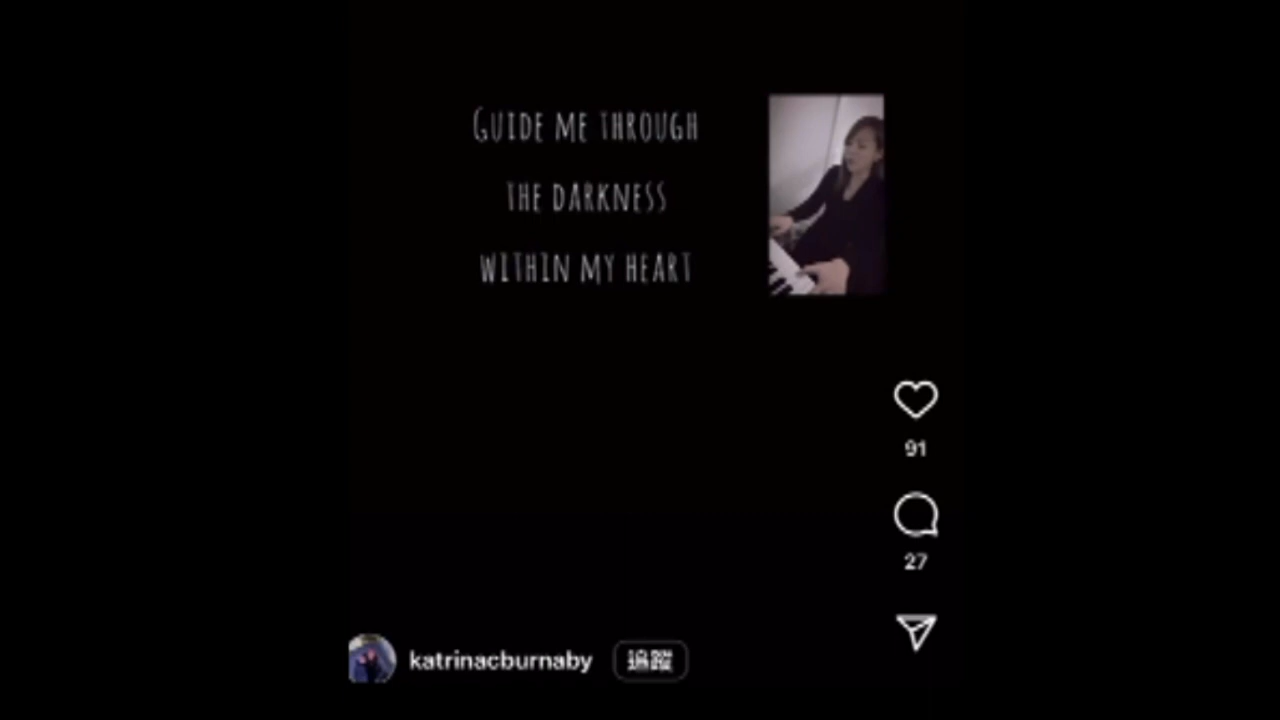 GUIDE ME THROUGH
THE DARKNESS
WITHIN MY HEART
91
27
katrinacburnaby 追蹤